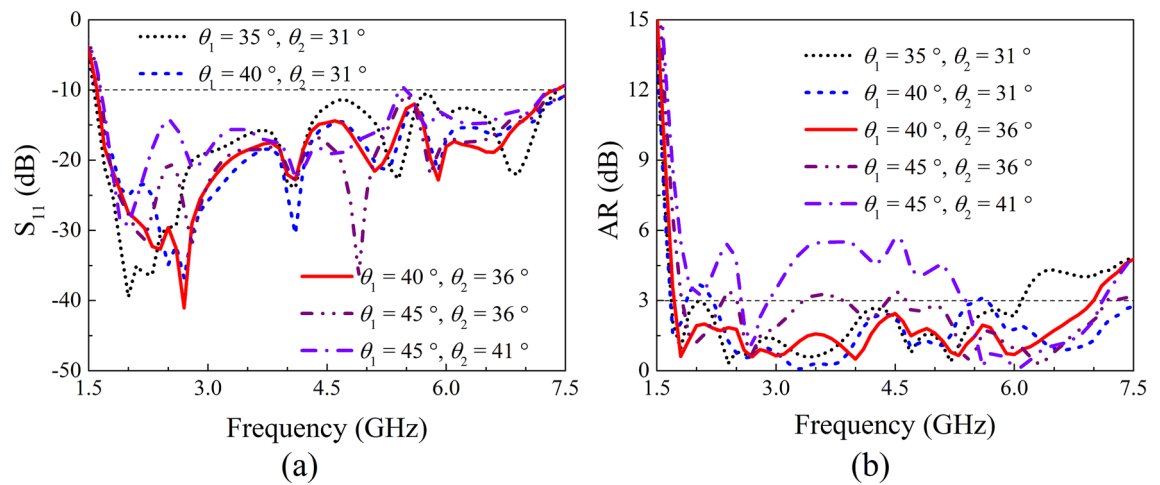 0
-10
-20
-30
-40
-50
S11 (dB)
1.5 3.0 4.5 6.0 7.5
Frequency (GHz)
θ1 = 35 °, θ2 = 31 °
θ1 = 40 °, θ2 = 31 °
θ1 = 40 °, θ2 = 36 °
θ1 = 45 °, θ2 = 36 °
θ1 = 45 °, θ2 = 41 °
(a)
15
12
9
6
3
0
AR (dB)
1.5 3.0 4.5 6.0 7.5
Frequency (GHz)
θ1 = 35 °, θ2 = 31 °
θ1 = 40 °, θ2 = 31 °
θ1 = 40 °, θ2 = 36 °
θ1 = 45 °, θ2 = 36 °
θ1 = 45 °, θ2 = 41 °
(b)